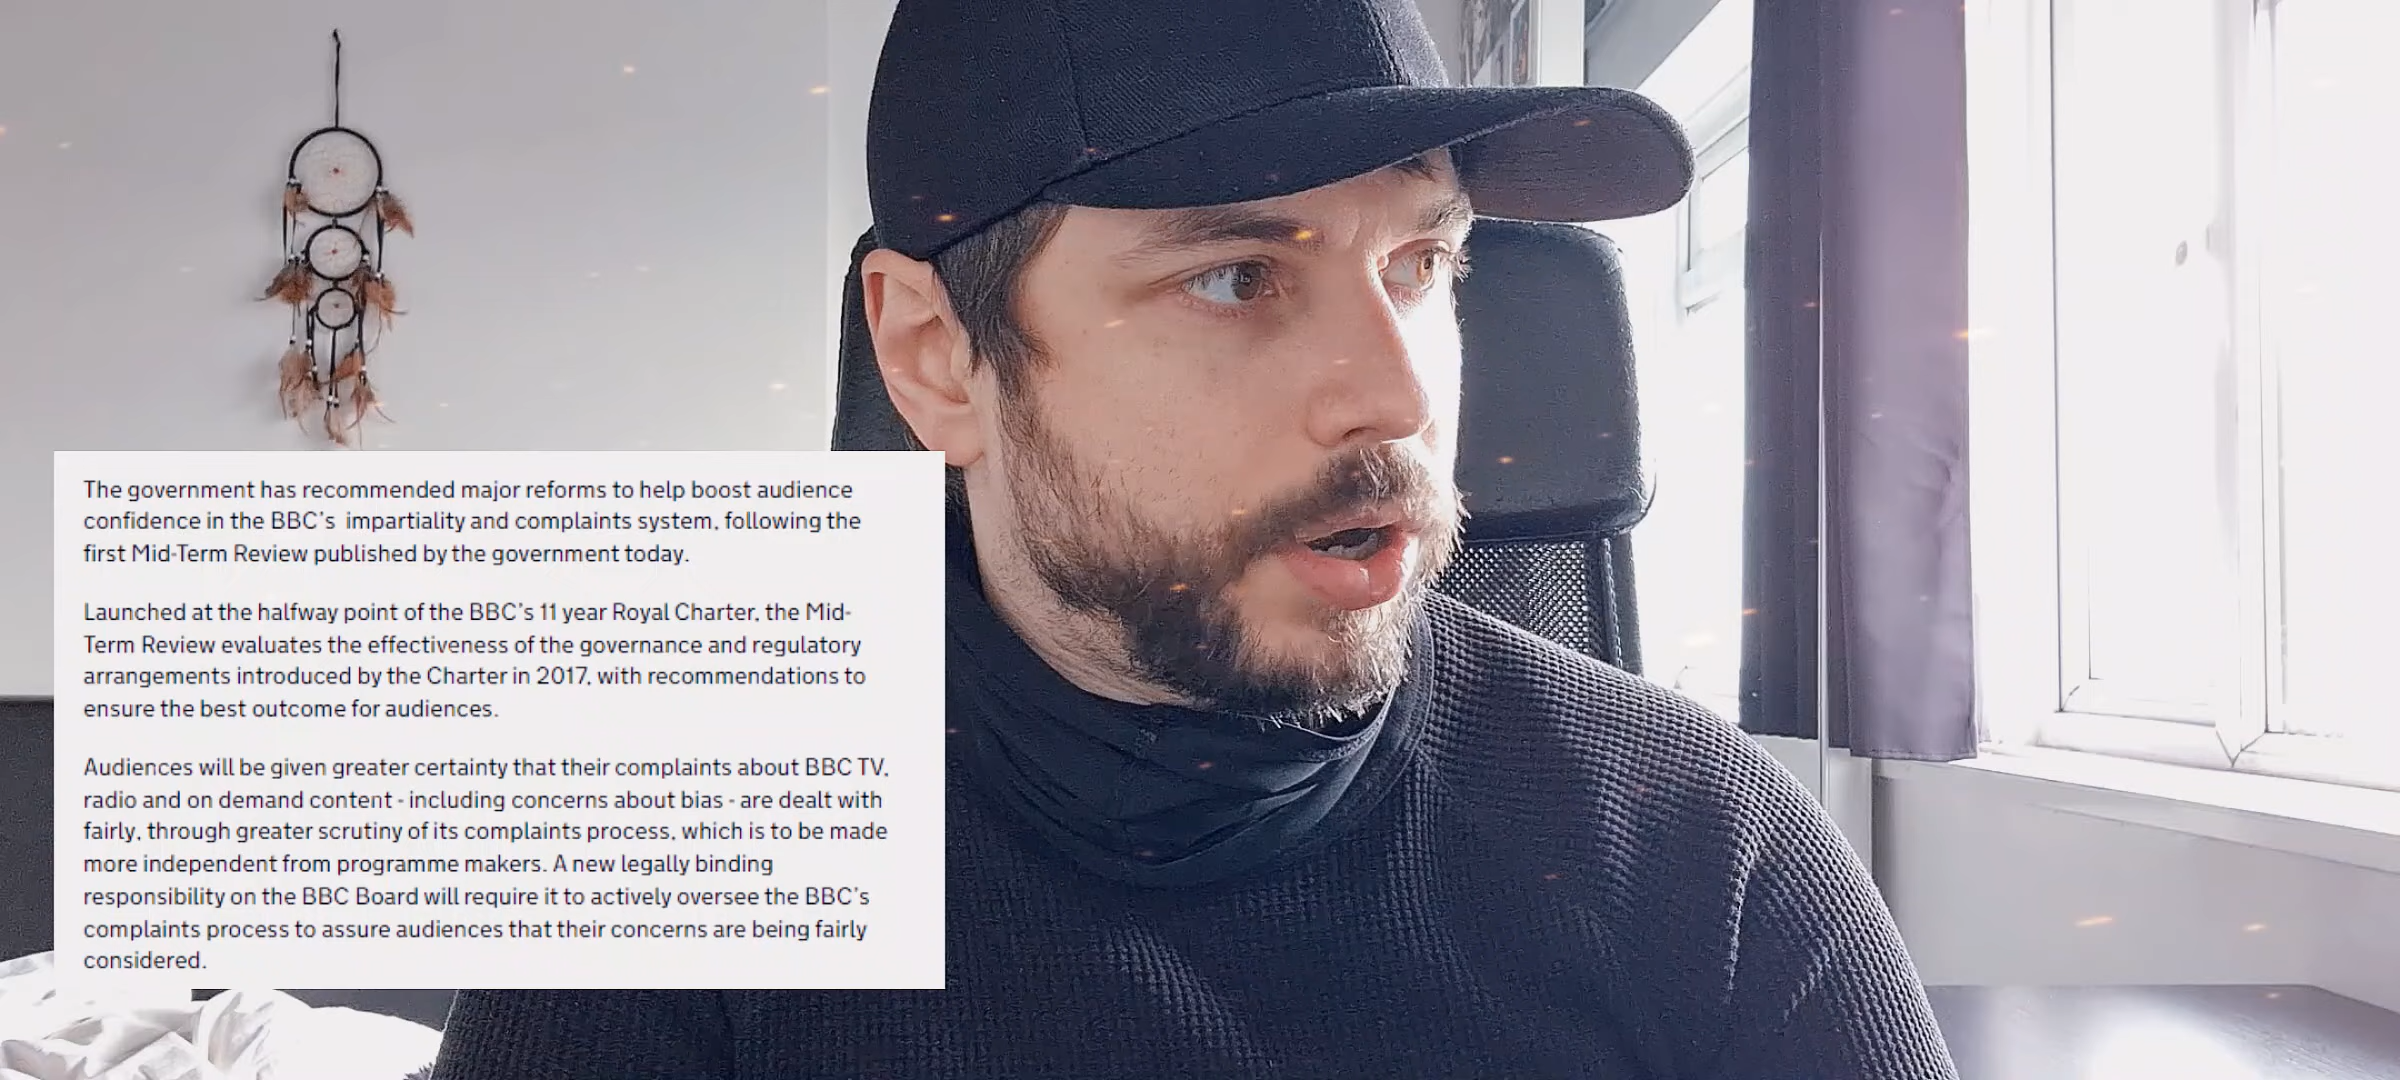 The government has recommended major reforms to help boost audience
confidence in the BBC's impartiality and complaints system, following the
first Mid-Term Review published by the government today.
Launched at the halfway point of the BBC's 11 year Royal Charter, the Mid-
Term Review evaluates the effectiveness of the governance and regulatory
arrangements introduced by the Charter in 2017, with recommendations to
ensure the best outcome for audiences.
Audiences will be given greater certainty that their complaints about BBC TV,
radio and on demand content - including concerns about bias - are dealt with
fairly, through greater scrutiny of its complaints process, which is to be made
more independent from programme makers. A new legally binding
responsibility on the BBC Board will require it to actively oversee the BBC's
complaints process to assure audiences that their concerns are being fairly
considered.